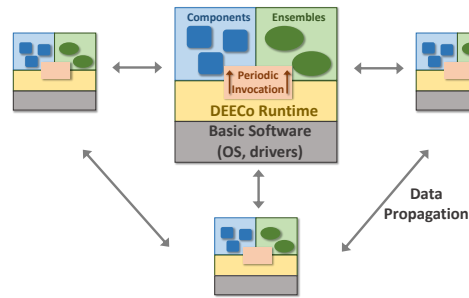 Components
Ensembles
Periodic
Invocation
DEECo Runtime
Basic Software
(OS, drivers)
Data
Propagation